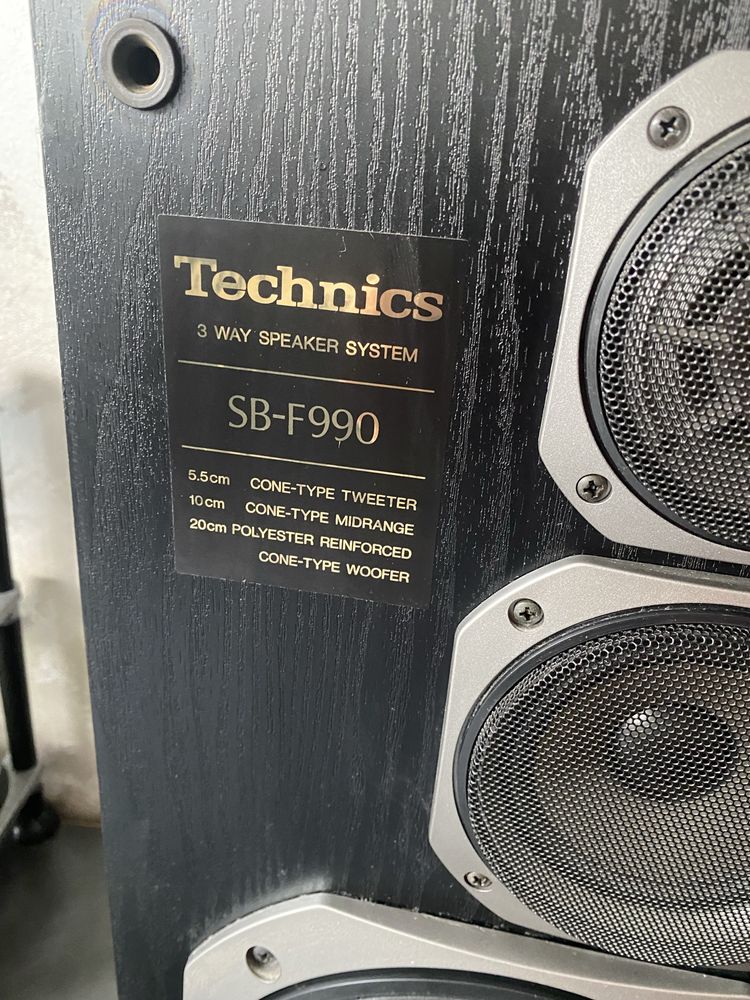 Technics
3 WAY SPEAKER SYSTEM
SB-F990
5.5cm CONE-TYPE TWEETER
10cm CONE-TYPE MIDRANGE
20cm POLYESTER REINFORCED
CONE-TYPE WOOFER